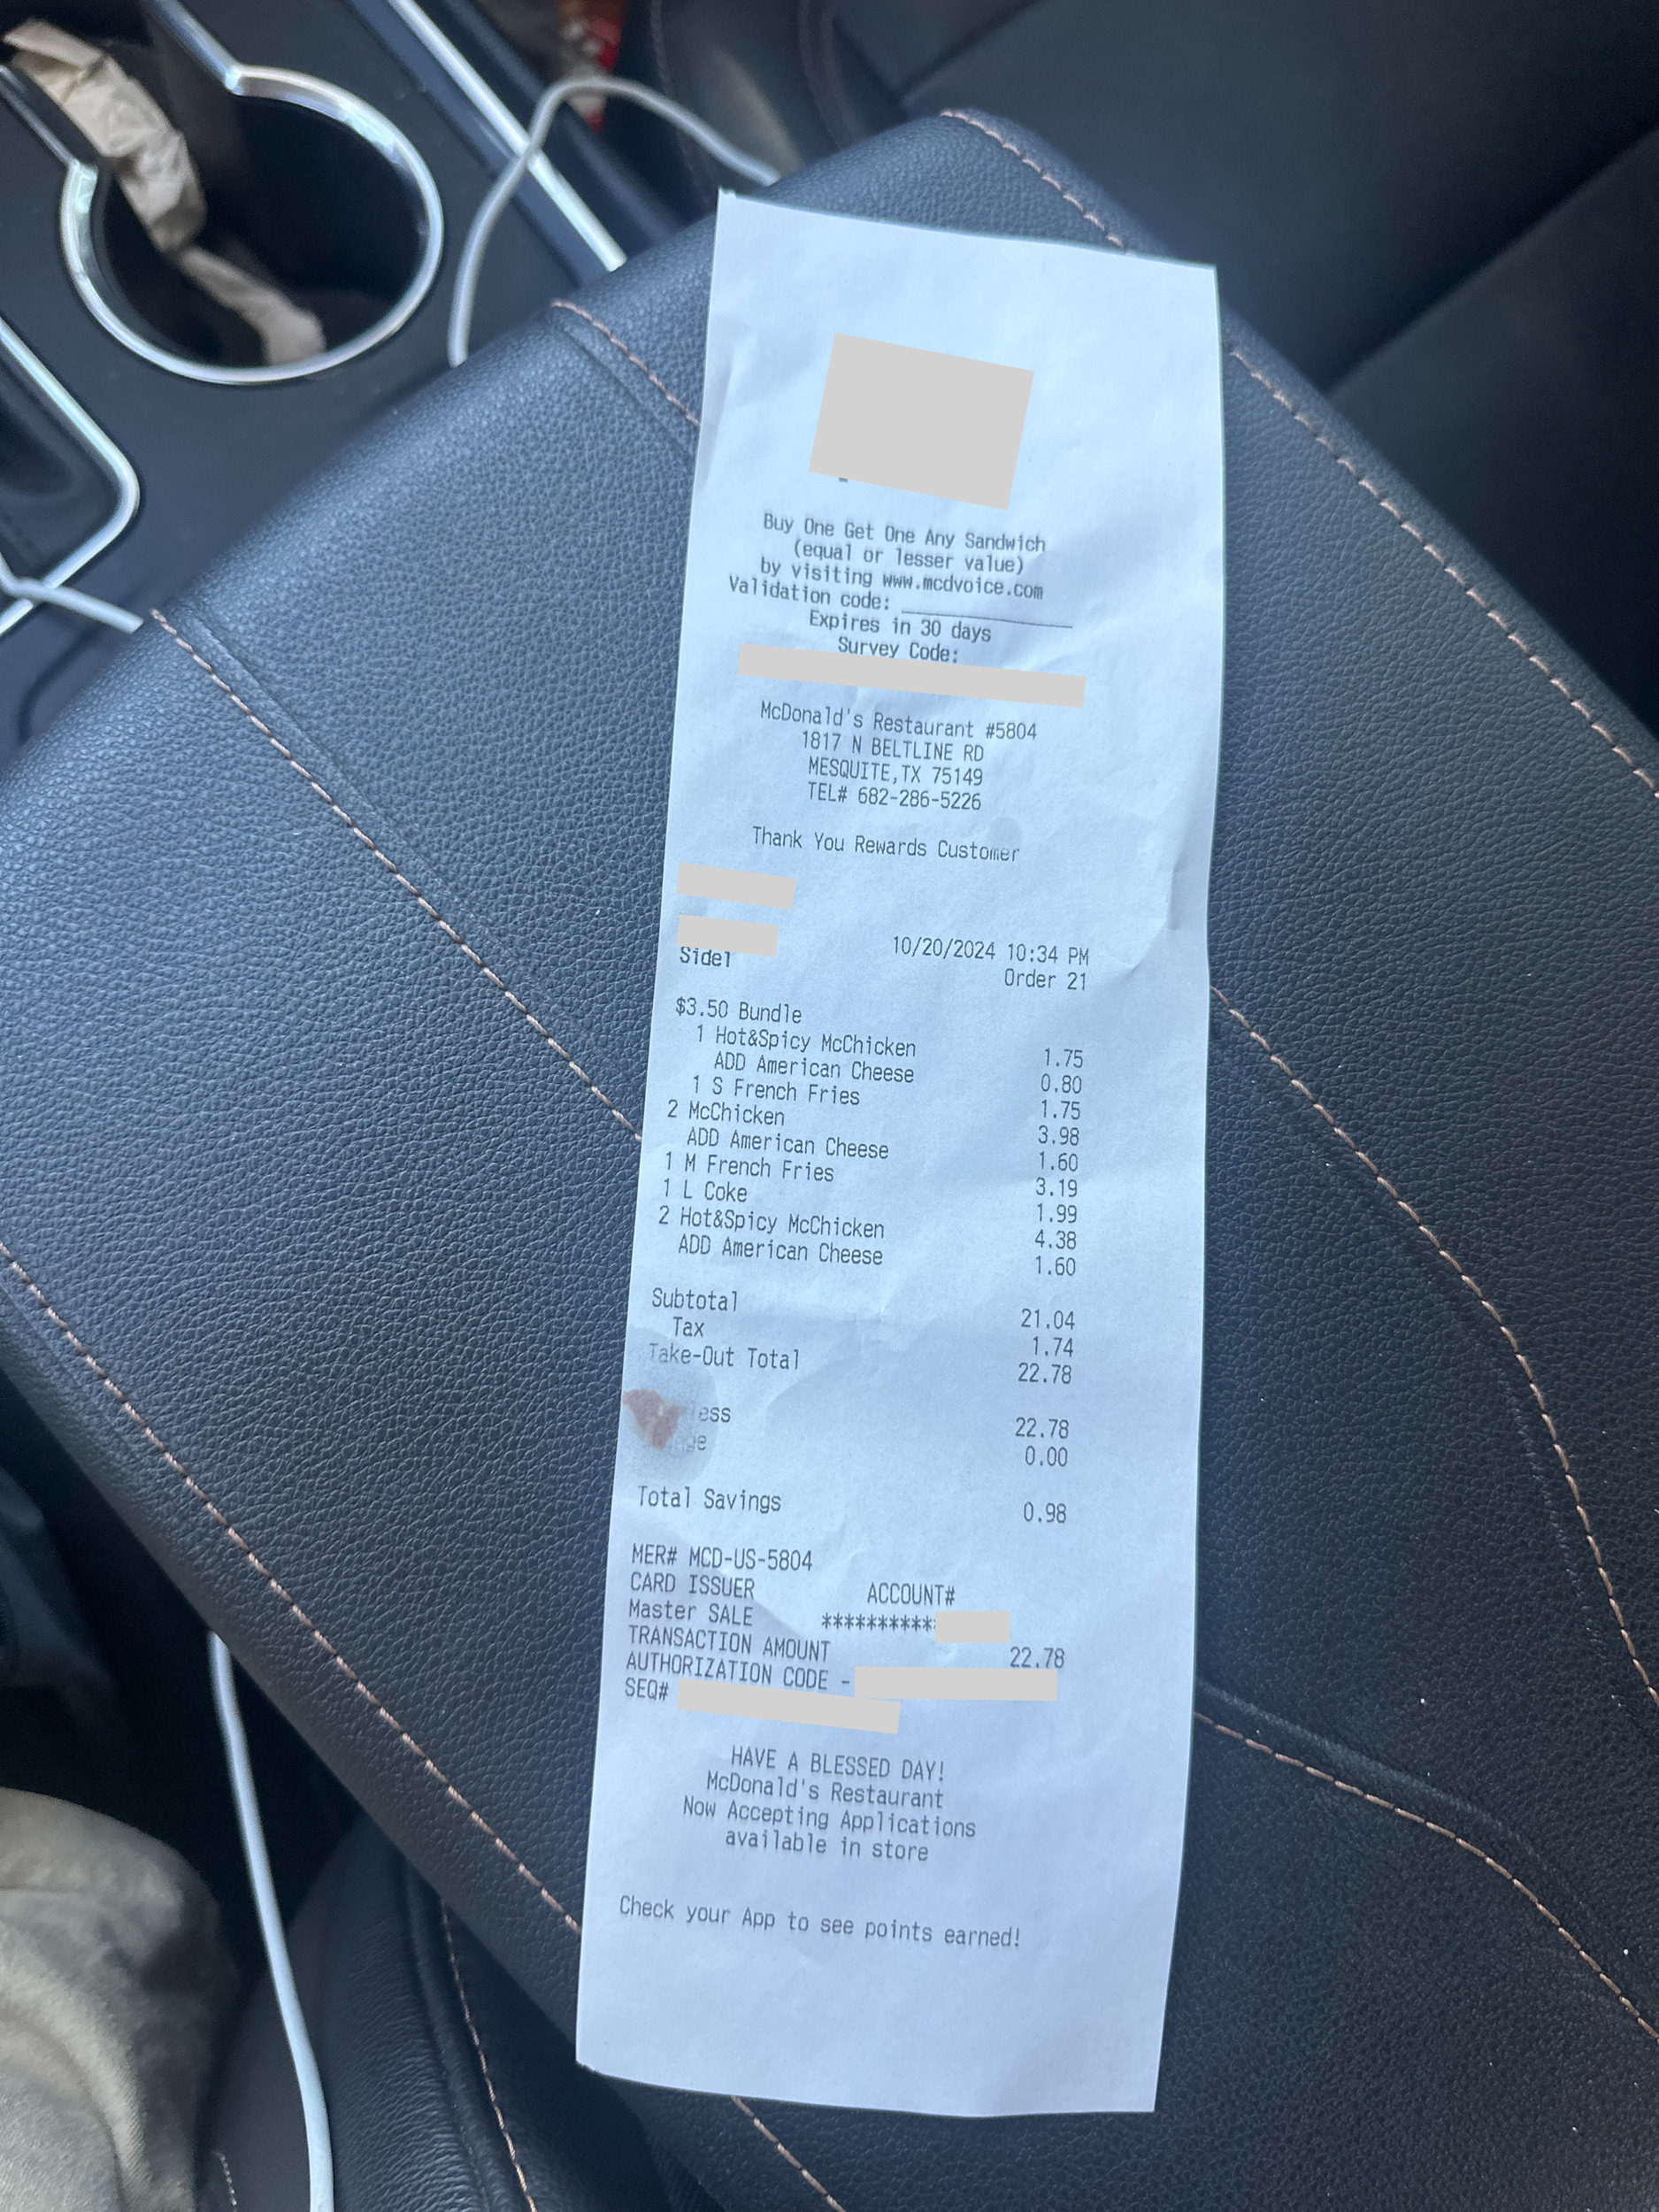 Buy One Get One Any Sandwich
(equal or lesser value)
by visiting www.mcdvoice.com
Validation code: ____________
Expires in 30 days
Survey Code:
McDonald's Restaurant #5804
1817 N BELTLINE RD
MESQUITE,TX 75149
TEL# 682-286-5226
Thank You Rewards Customer
10/20/2024 10:34 PM
Side1 Order 21
$3.50 Bundle
1 Hot&Spicy McChicken 1.75
ADD American Cheese 0.80
1 S French Fries 1.75
2 McChicken 3.98
ADD American Cheese 1.60
1 M French Fries 3.19
1 L Coke 1.99
2 Hot&Spicy McChicken 4.38
ADD American Cheese 1.60
Subtotal 21.04
Tax 1.74
Take-Out Total 22.78
22.78
0.00
Total Savings 0.98
MER# MCD-US-5804
CARD ISSUER ACCOUNT#
Master SALE **********
TRANSACTION AMOUNT 22.78
AUTHORIZATION CODE -
SEQ#
HAVE A BLESSED DAY!
McDonald's Restaurant
Now Accepting Applications
available in store
Check your App to see points earned!